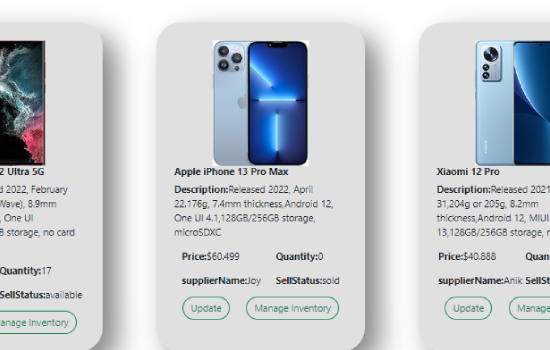 2 Ultra 5G
d 2022, February
Wave), 8.9mm
, One UI
B storage, no card
Quantity:17
SellStatus:available
anage Inventory
Apple iPhone 13 Pro Max
Description:Released 2022, April
22.176g, 7.4mm thickness,Android 12,
One UI 4.1,128GB/256GB storage,
microSDXC
Price:$60.499 Quantity:0
supplierName:Joy SellStatus:sold
Update Manage Inventory
Xiaomi 12 Pro
Description:Released 2021
31,204g or 205g, 8.2mm
thickness,Android 12, MIUI
13,128GB/256GB storage, n
Price:$40.888 Quan
supplierName:Anik SellS
Update Manage